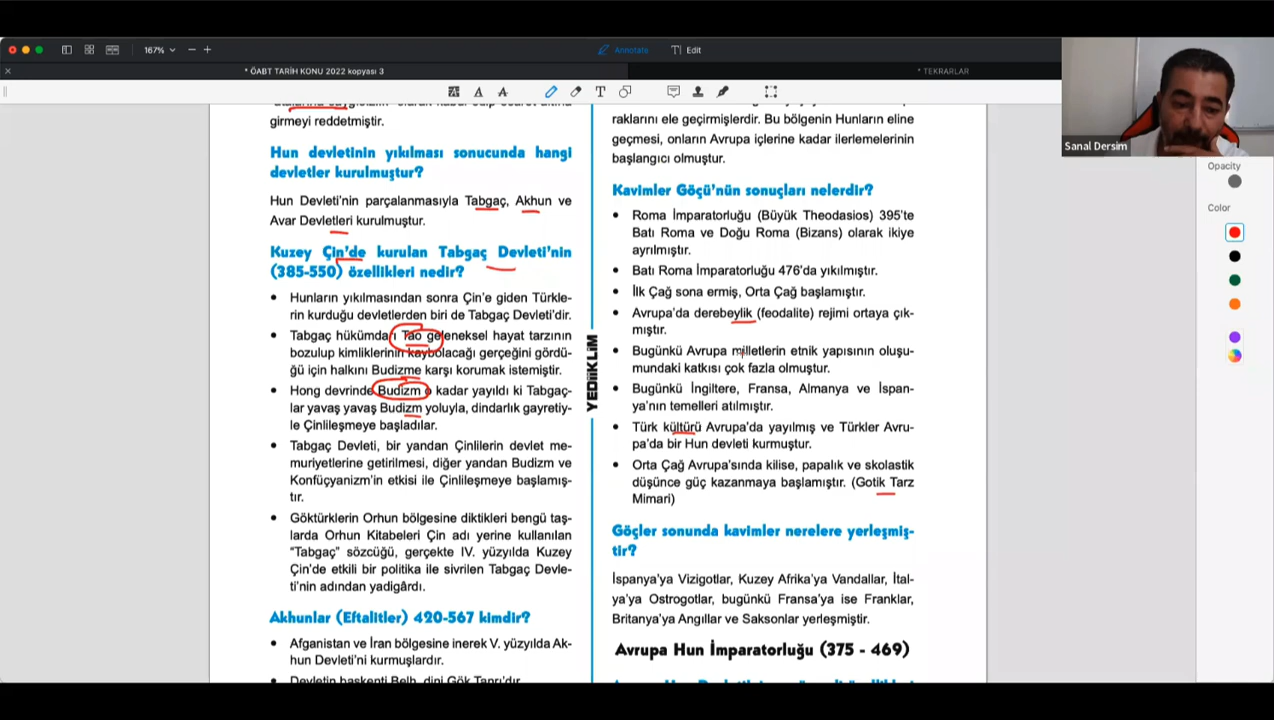 167%
Annotate
Edit
* ÖABT TARİH KONU 2022 kopyası 3
* TEKRARLAR
Sanal Dersim
Opacity
Color
girmeyi reddetmiştir.
Hun devletinin yıkılması sonucunda hangi
devletler kurulmuştur?
Hun Devleti'nin parçalanmasıyla Tabgaç, Akhun ve
Avar Devletleri kurulmuştur.
Kuzey Çin'de kurulan Tabgaç Devleti'nin
(385-550) özellikleri nedir?
• Hunların yıkılmasından sonra Çin'e giden Türkle-
rin kurduğu devletlerden biri de Tabgaç Devleti'dir.
• Tabgaç hükümdarı Tao geleneksel hayat tarzının
bozulup kimliklerinin kaybolacağı gerçeğini gördü-
ğü için halkını Budizme karşı korumak istemiştir.
• Hong devrinde Budizm o kadar yayıldı ki Tabgaç-
lar yavaş yavaş Budizm yoluyla, dindarlık gayretiy-
le Çinlileşmeye başladılar.
• Tabgaç Devleti, bir yandan Çinlilerin devlet me-
muriyetlerine getirilmesi, diğer yandan Budizm ve
Konfüçyanizm'in etkisi ile Çinlileşmeye başlamış-
tır.
• Göktürklerin Orhun bölgesine diktikleri bengü taş-
larda Orhun Kitabeleri Çin adı yerine kullanılan
"Tabgaç" sözcüğü, gerçekte IV. yüzyılda Kuzey
Çin'de etkili bir politika ile sivrilen Tabgaç Devle-
ti'nin adından yadigârdı.
Akhunlar (Eftalitler) 420-567 kimdir?
• Afganistan ve İran bölgesine inerek V. yüzyılda Ak-
hun Devleti'ni kurmuşlardır.
• Devletin başkenti Belh, dini Gök Tanrı'dır.
YEDİİKLİM
raklarını ele geçirmişlerdir. Bu bölgenin Hunların eline
geçmesi, onların Avrupa içlerine kadar ilerlemelerinin
başlangıcı olmuştur.
Kavimler Göçü'nün sonuçları nelerdir?
• Roma İmparatorluğu (Büyük Theodasios) 395'te
Batı Roma ve Doğu Roma (Bizans) olarak ikiye
ayrılmıştır.
• Batı Roma İmparatorluğu 476'da yıkılmıştır.
• İlk Çağ sona ermiş, Orta Çağ başlamıştır.
• Avrupa'da derebeylik (feodalite) rejimi ortaya çık-
mıştır.
• Bugünkü Avrupa milletlerin etnik yapısının oluşu-
mundaki katkısı çok fazla olmuştur.
• Bugünkü İngiltere, Fransa, Almanya ve İspan-
ya'nın temelleri atılmıştır.
• Türk kültürü Avrupa'da yayılmış ve Türkler Avru-
pa'da bir Hun devleti kurmuştur.
• Orta Çağ Avrupa'sında kilise, papalık ve skolastik
düşünce güç kazanmaya başlamıştır. (Gotik Tarz
Mimari)
Göçler sonunda kavimler nerelere yerleşmiş-
tir?
İspanya'ya Vizigotlar, Kuzey Afrika'ya Vandallar, İtal-
ya'ya Ostrogotlar, bugünkü Fransa'ya ise Franklar,
Britanya'ya Angıllar ve Saksonlar yerleşmiştir.
Avrupa Hun İmparatorluğu (375 - 469)